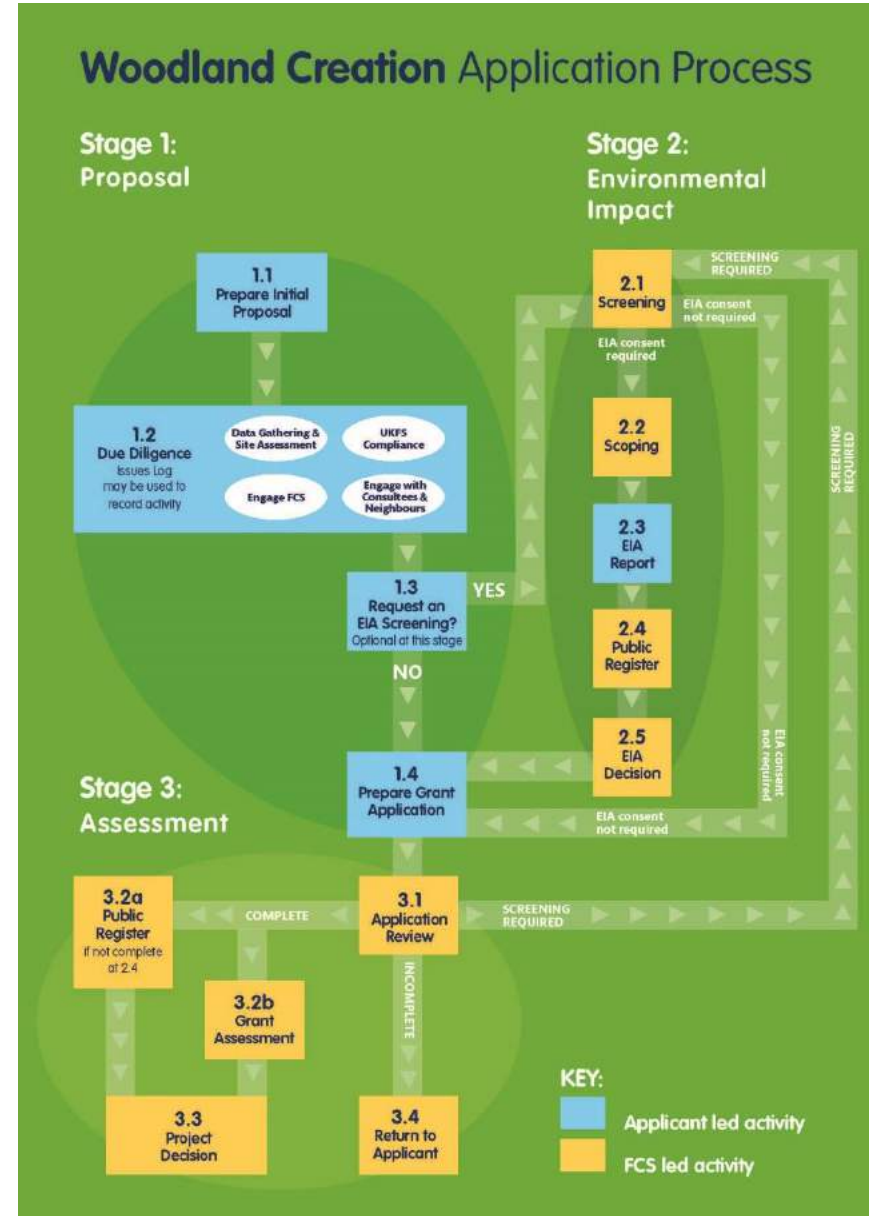 Woodland Creation Application Process
Stage 1:
Proposal
Stage 2:
Environmental
Impact
1.1
Prepare Initial
Proposal
1.2
Due Diligence
Issues Log
may be used to
record activity
Data Gathering &
Site Assessment
UKFS
Compliance
Engage FCS
Engage with
Consultees &
Neighbours
1.3
Request an
EIA Screening?
Optional at this stage
YES
NO
1.4
Prepare Grant
Application
2.1
Screening
SCREENING
REQUIRED
EIA consent
not required
EIA consent
required
2.2
Scoping
2.3
EIA
Report
2.4
Public
Register
2.5
EIA
Decision
SCREENING
REQUIRED
EIA consent
not required
EIA consent
not required
Stage 3:
Assessment
3.1
Application
Review
COMPLETE
SCREENING
REQUIRED
INCOMPLETE
3.2a
Public
Register
if not complete
at 2.4
3.2b
Grant
Assessment
3.3
Project
Decision
3.4
Return to
Applicant
KEY:
Applicant led activity
FCS led activity